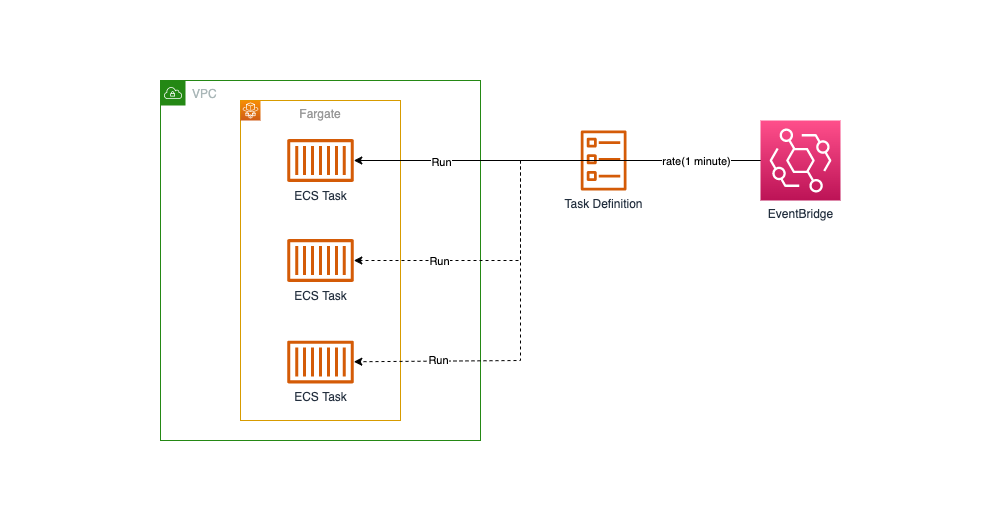 VPC
Fargate
Run
rate(1 minute)
ECS Task
Task Definition
EventBridge
Run
ECS Task
Run
ECS Task